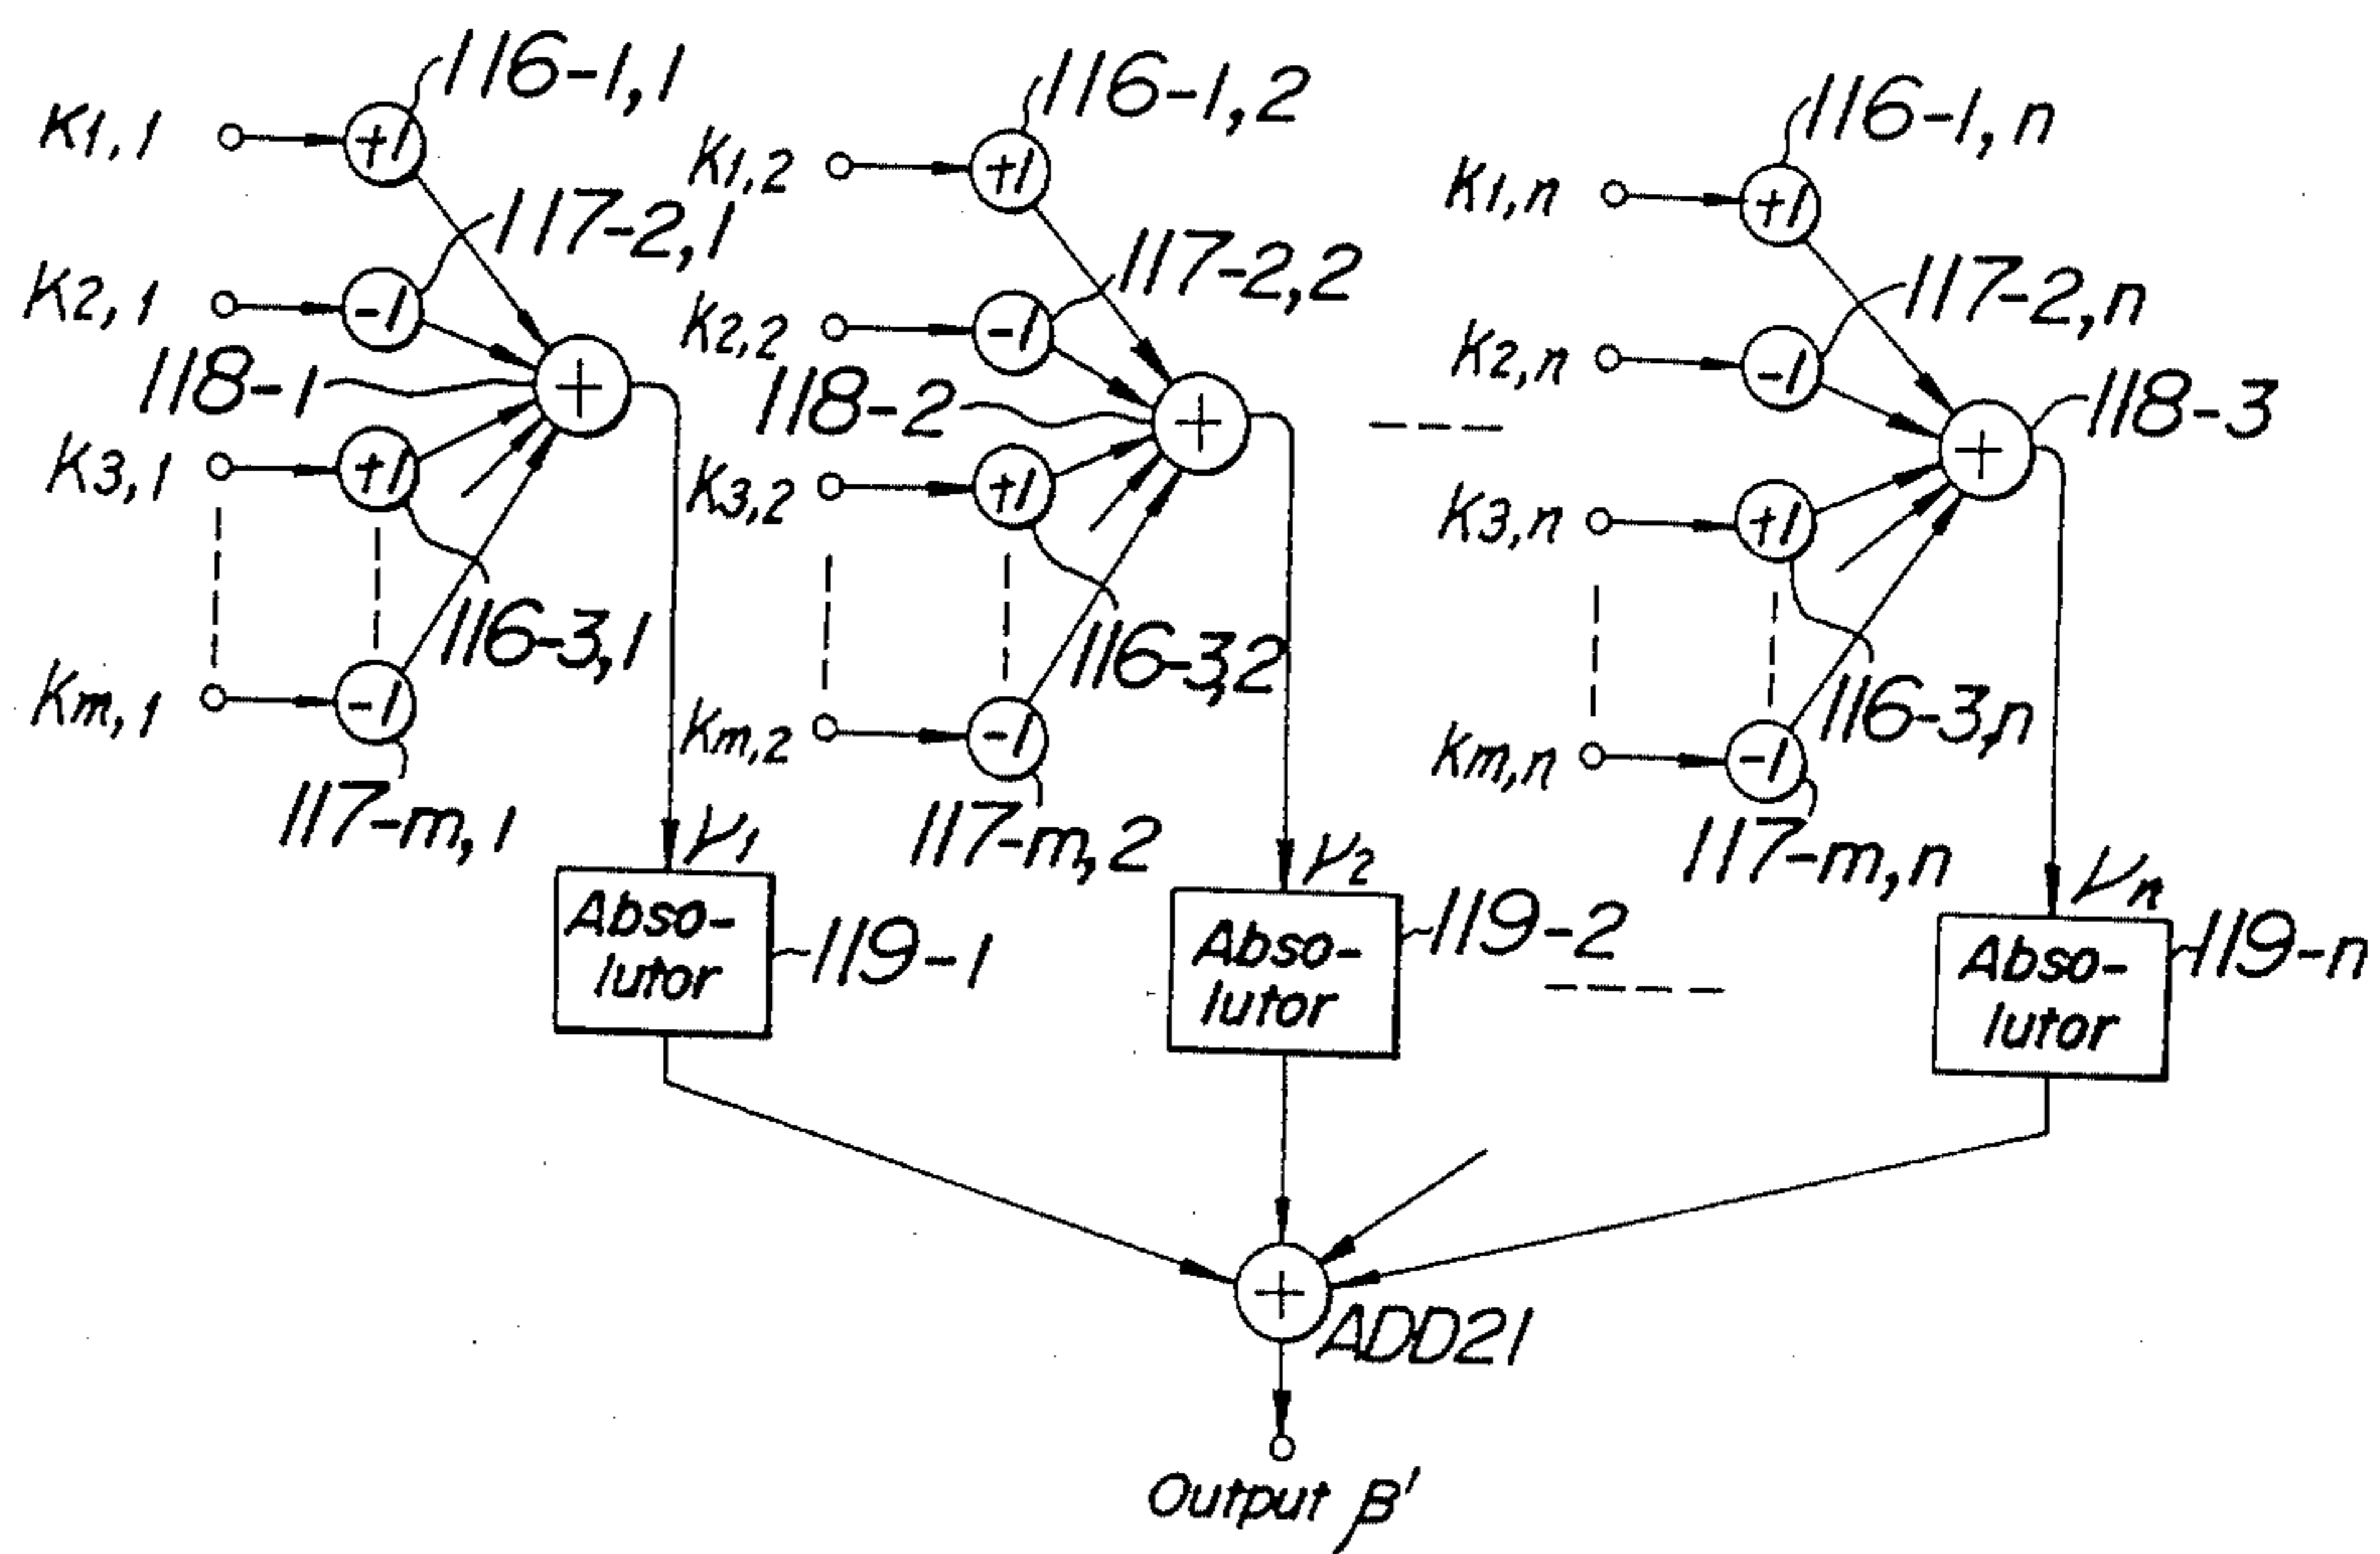 116-1,1
K1,1
+1
117-2,1
K2,1
-1
118-1
+
K3,1
+1
116-3,1
Km,1
-1
117-m,1
V1
Abso-
lutor
119-1
116-1,2
K1,2
+1
117-2,2
K2,2
-1
118-2
+
K3,2
+1
116-3,2
Km,2
-1
117-m,2
V2
Abso-
lutor
119-2
116-1,n
K1,n
+1
117-2,n
K2,n
-1
118-3
+
K3,n
+1
116-3,n
Km,n
-1
117-m,n
Vn
Abso-
lutor
119-n
+
ADD21
Output β'